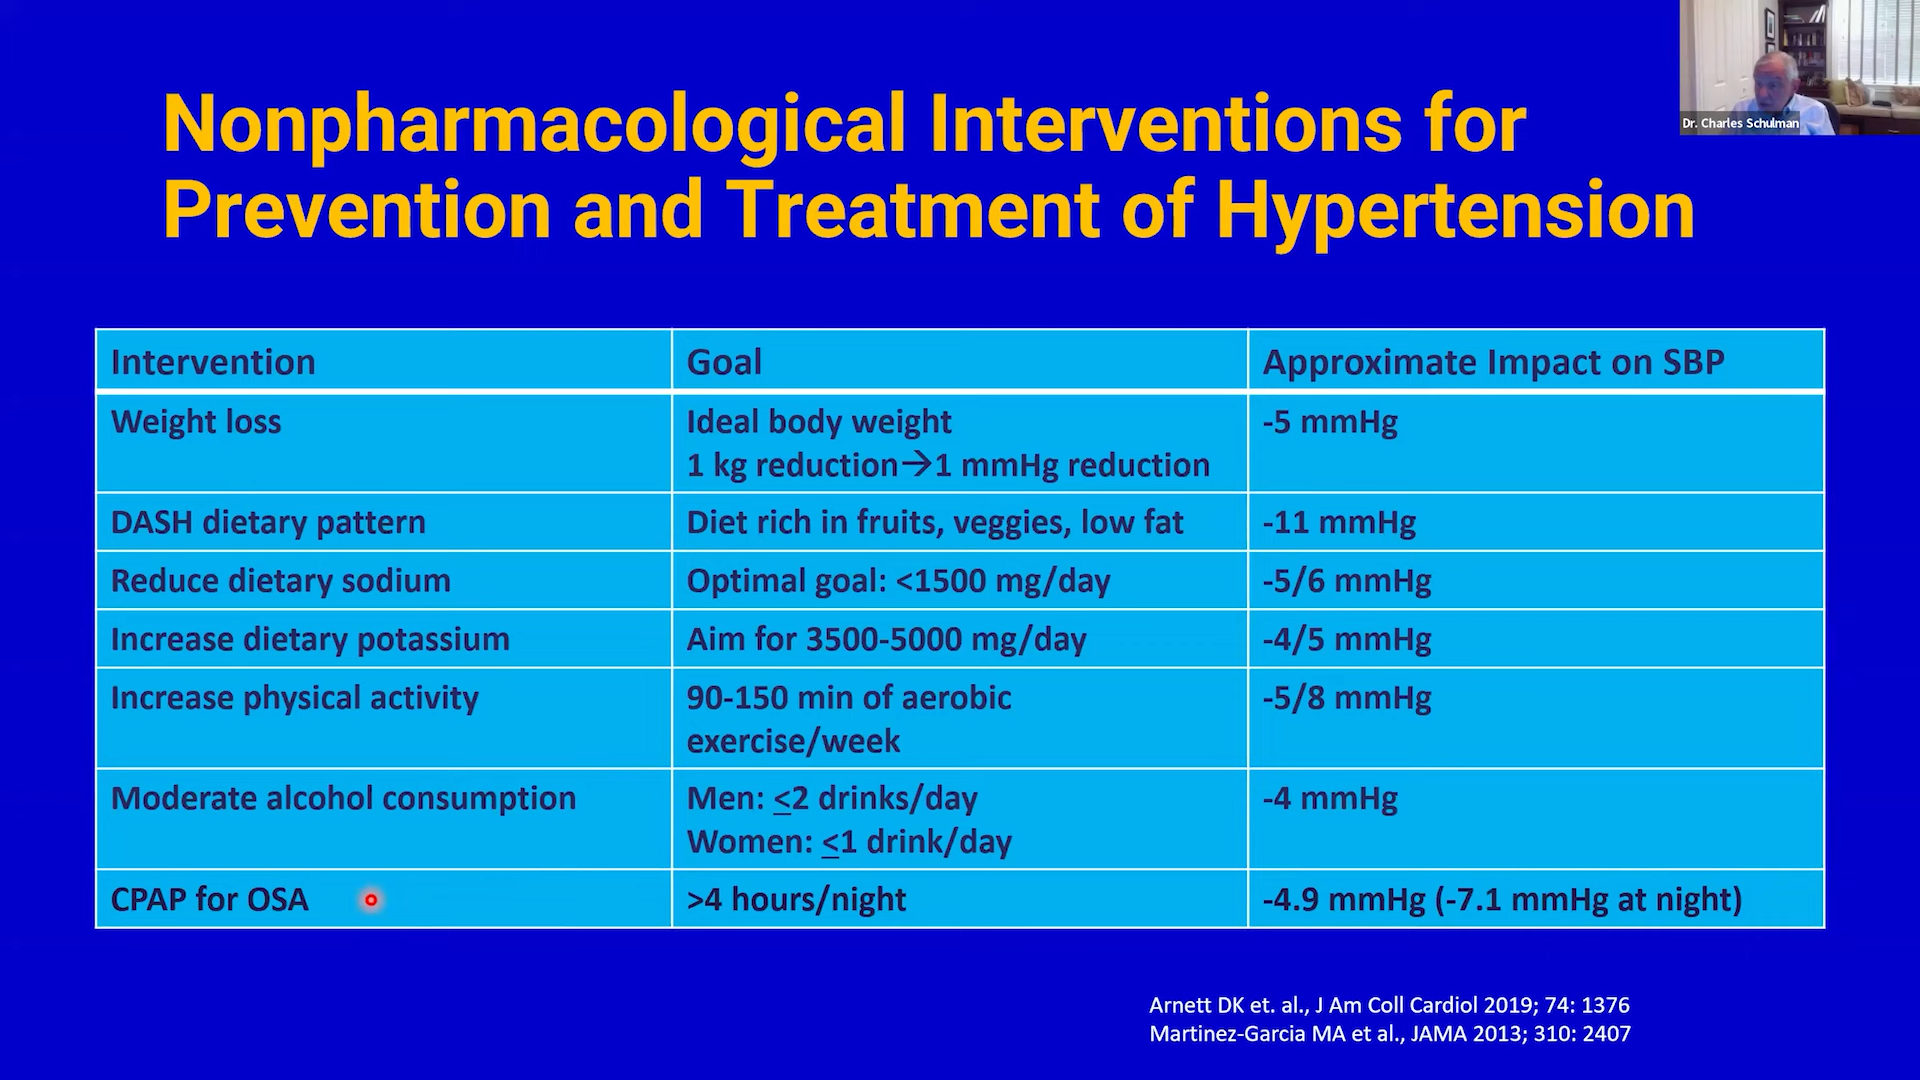 Dr. Charles Schulman
Nonpharmacological Interventions for
Prevention and Treatment of Hypertension
Intervention Goal Approximate Impact on SBP
Weight loss Ideal body weight -5 mmHg
1 kg reduction→1 mmHg reduction
DASH dietary pattern Diet rich in fruits, veggies, low fat -11 mmHg
Reduce dietary sodium Optimal goal: <1500 mg/day -5/6 mmHg
Increase dietary potassium Aim for 3500-5000 mg/day -4/5 mmHg
Increase physical activity 90-150 min of aerobic -5/8 mmHg
exercise/week
Moderate alcohol consumption Men: ≤2 drinks/day -4 mmHg
Women: ≤1 drink/day
CPAP for OSA >4 hours/night -4.9 mmHg (-7.1 mmHg at night)
Arnett DK et. al., J Am Coll Cardiol 2019; 74: 1376
Martinez-Garcia MA et al., JAMA 2013; 310: 2407